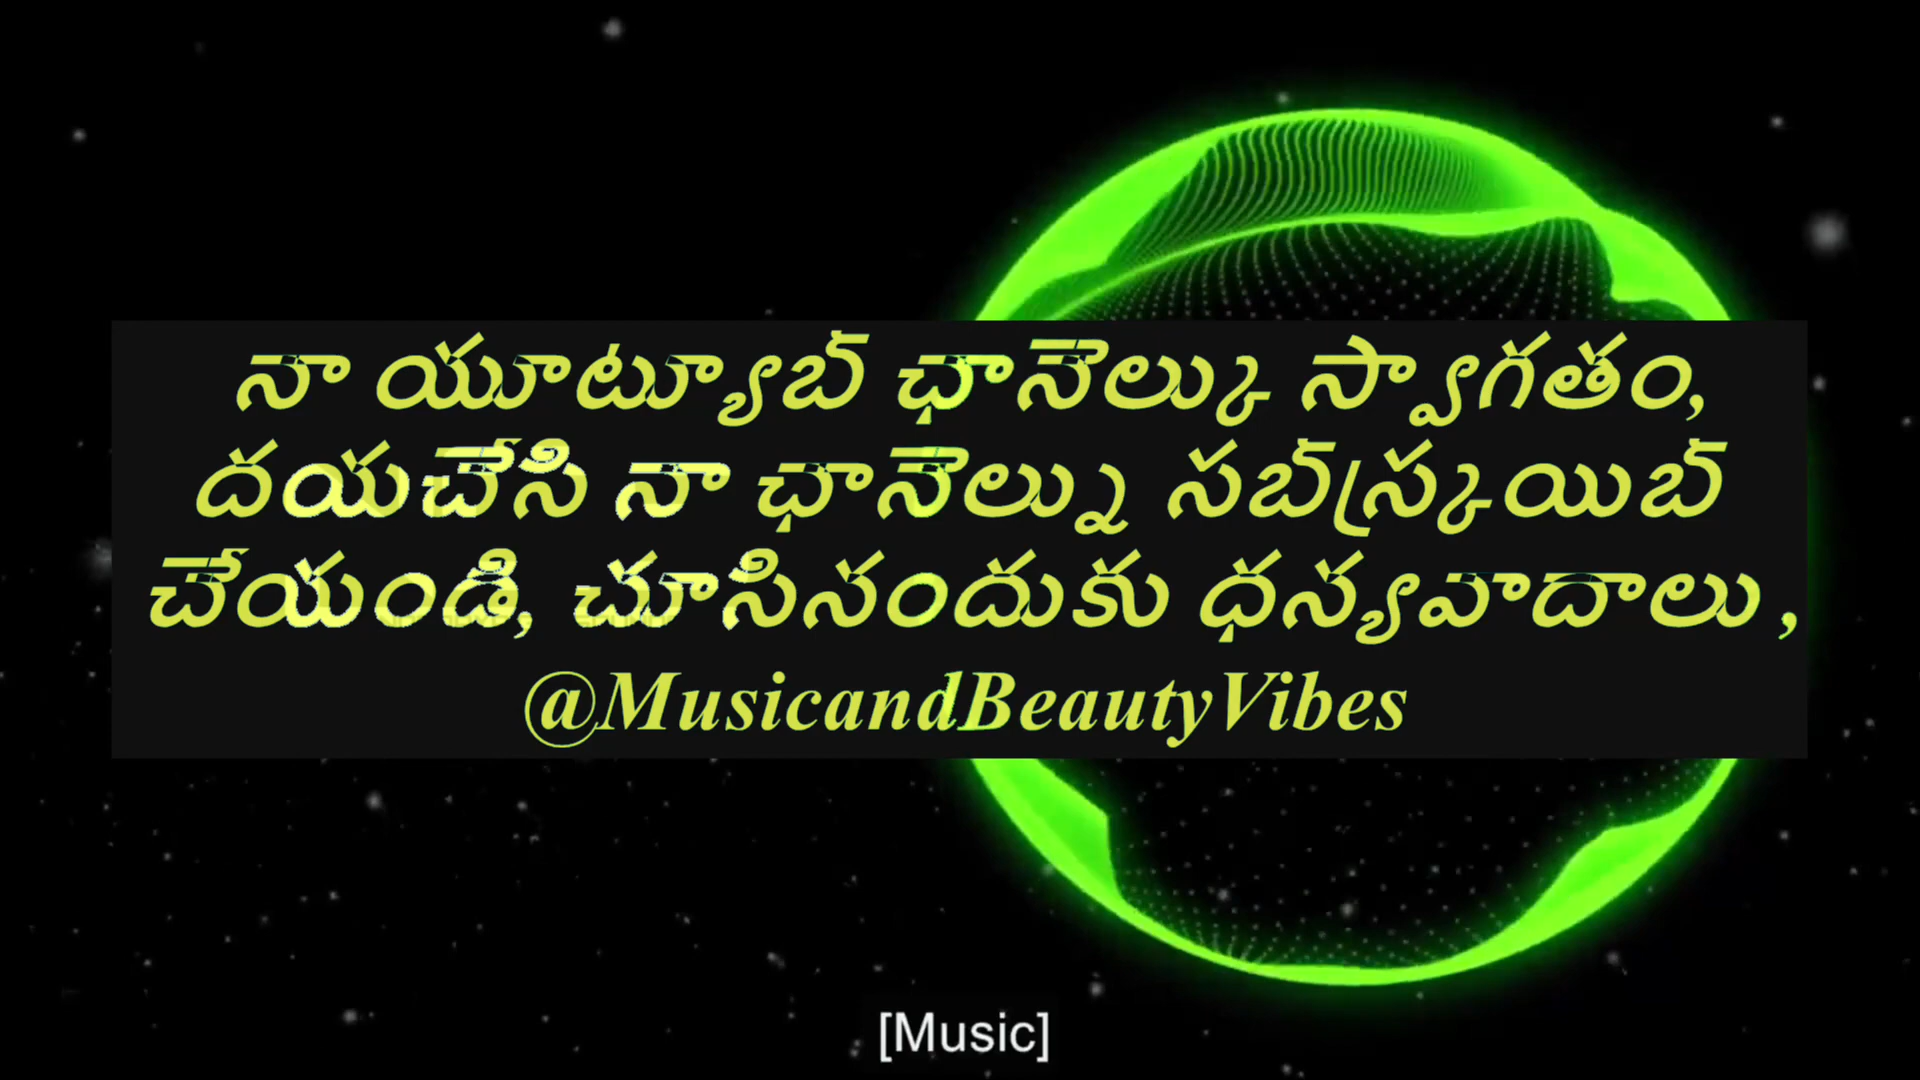 నా యూట్యూబ్ ఛానెల్కు స్వాగతం,
దయచేసి నా ఛానెల్ను సబ్‌స్క్రయిబ్
చేయండి, చూసినందుకు ధన్యవాదాలు ,
@MusicandBeautyVibes
[Music]